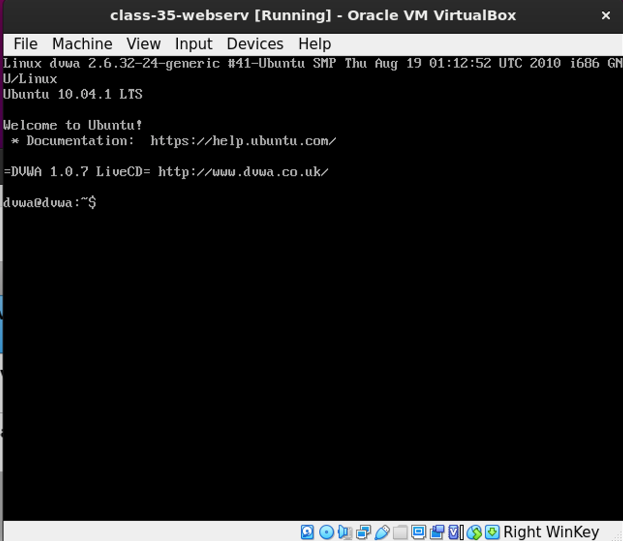 class-35-webserv [Running] - Oracle VM VirtualBox ×
File Machine View Input Devices Help
Linux dvwa 2.6.32-24-generic #41-Ubuntu SMP Thu Aug 19 01:12:52 UTC 2010 i686 GN
U/Linux
Ubuntu 10.04.1 LTS
Welcome to Ubuntu!
* Documentation:  https://help.ubuntu.com/
=DVWA 1.0.7 LiveCD= http://www.dvwa.co.uk/
dvwa@dvwa:~$
Right WinKey